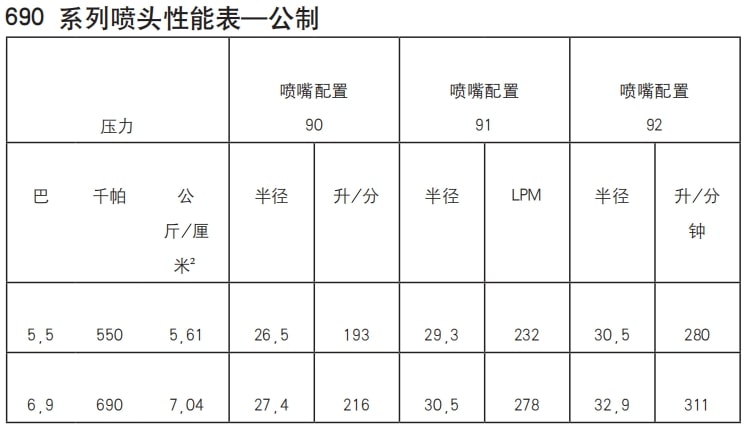 690 系列喷头性能表—公制
喷嘴配置 喷嘴配置 喷嘴配置
压力 90 91 92
巴 千帕 公 半径 升/分 半径 LPM 半径 升/分
斤/厘 钟
米²
5,5 550 5,61 26,5 193 29,3 232 30,5 280
6,9 690 7,04 27,4 216 30,5 278 32,9 311